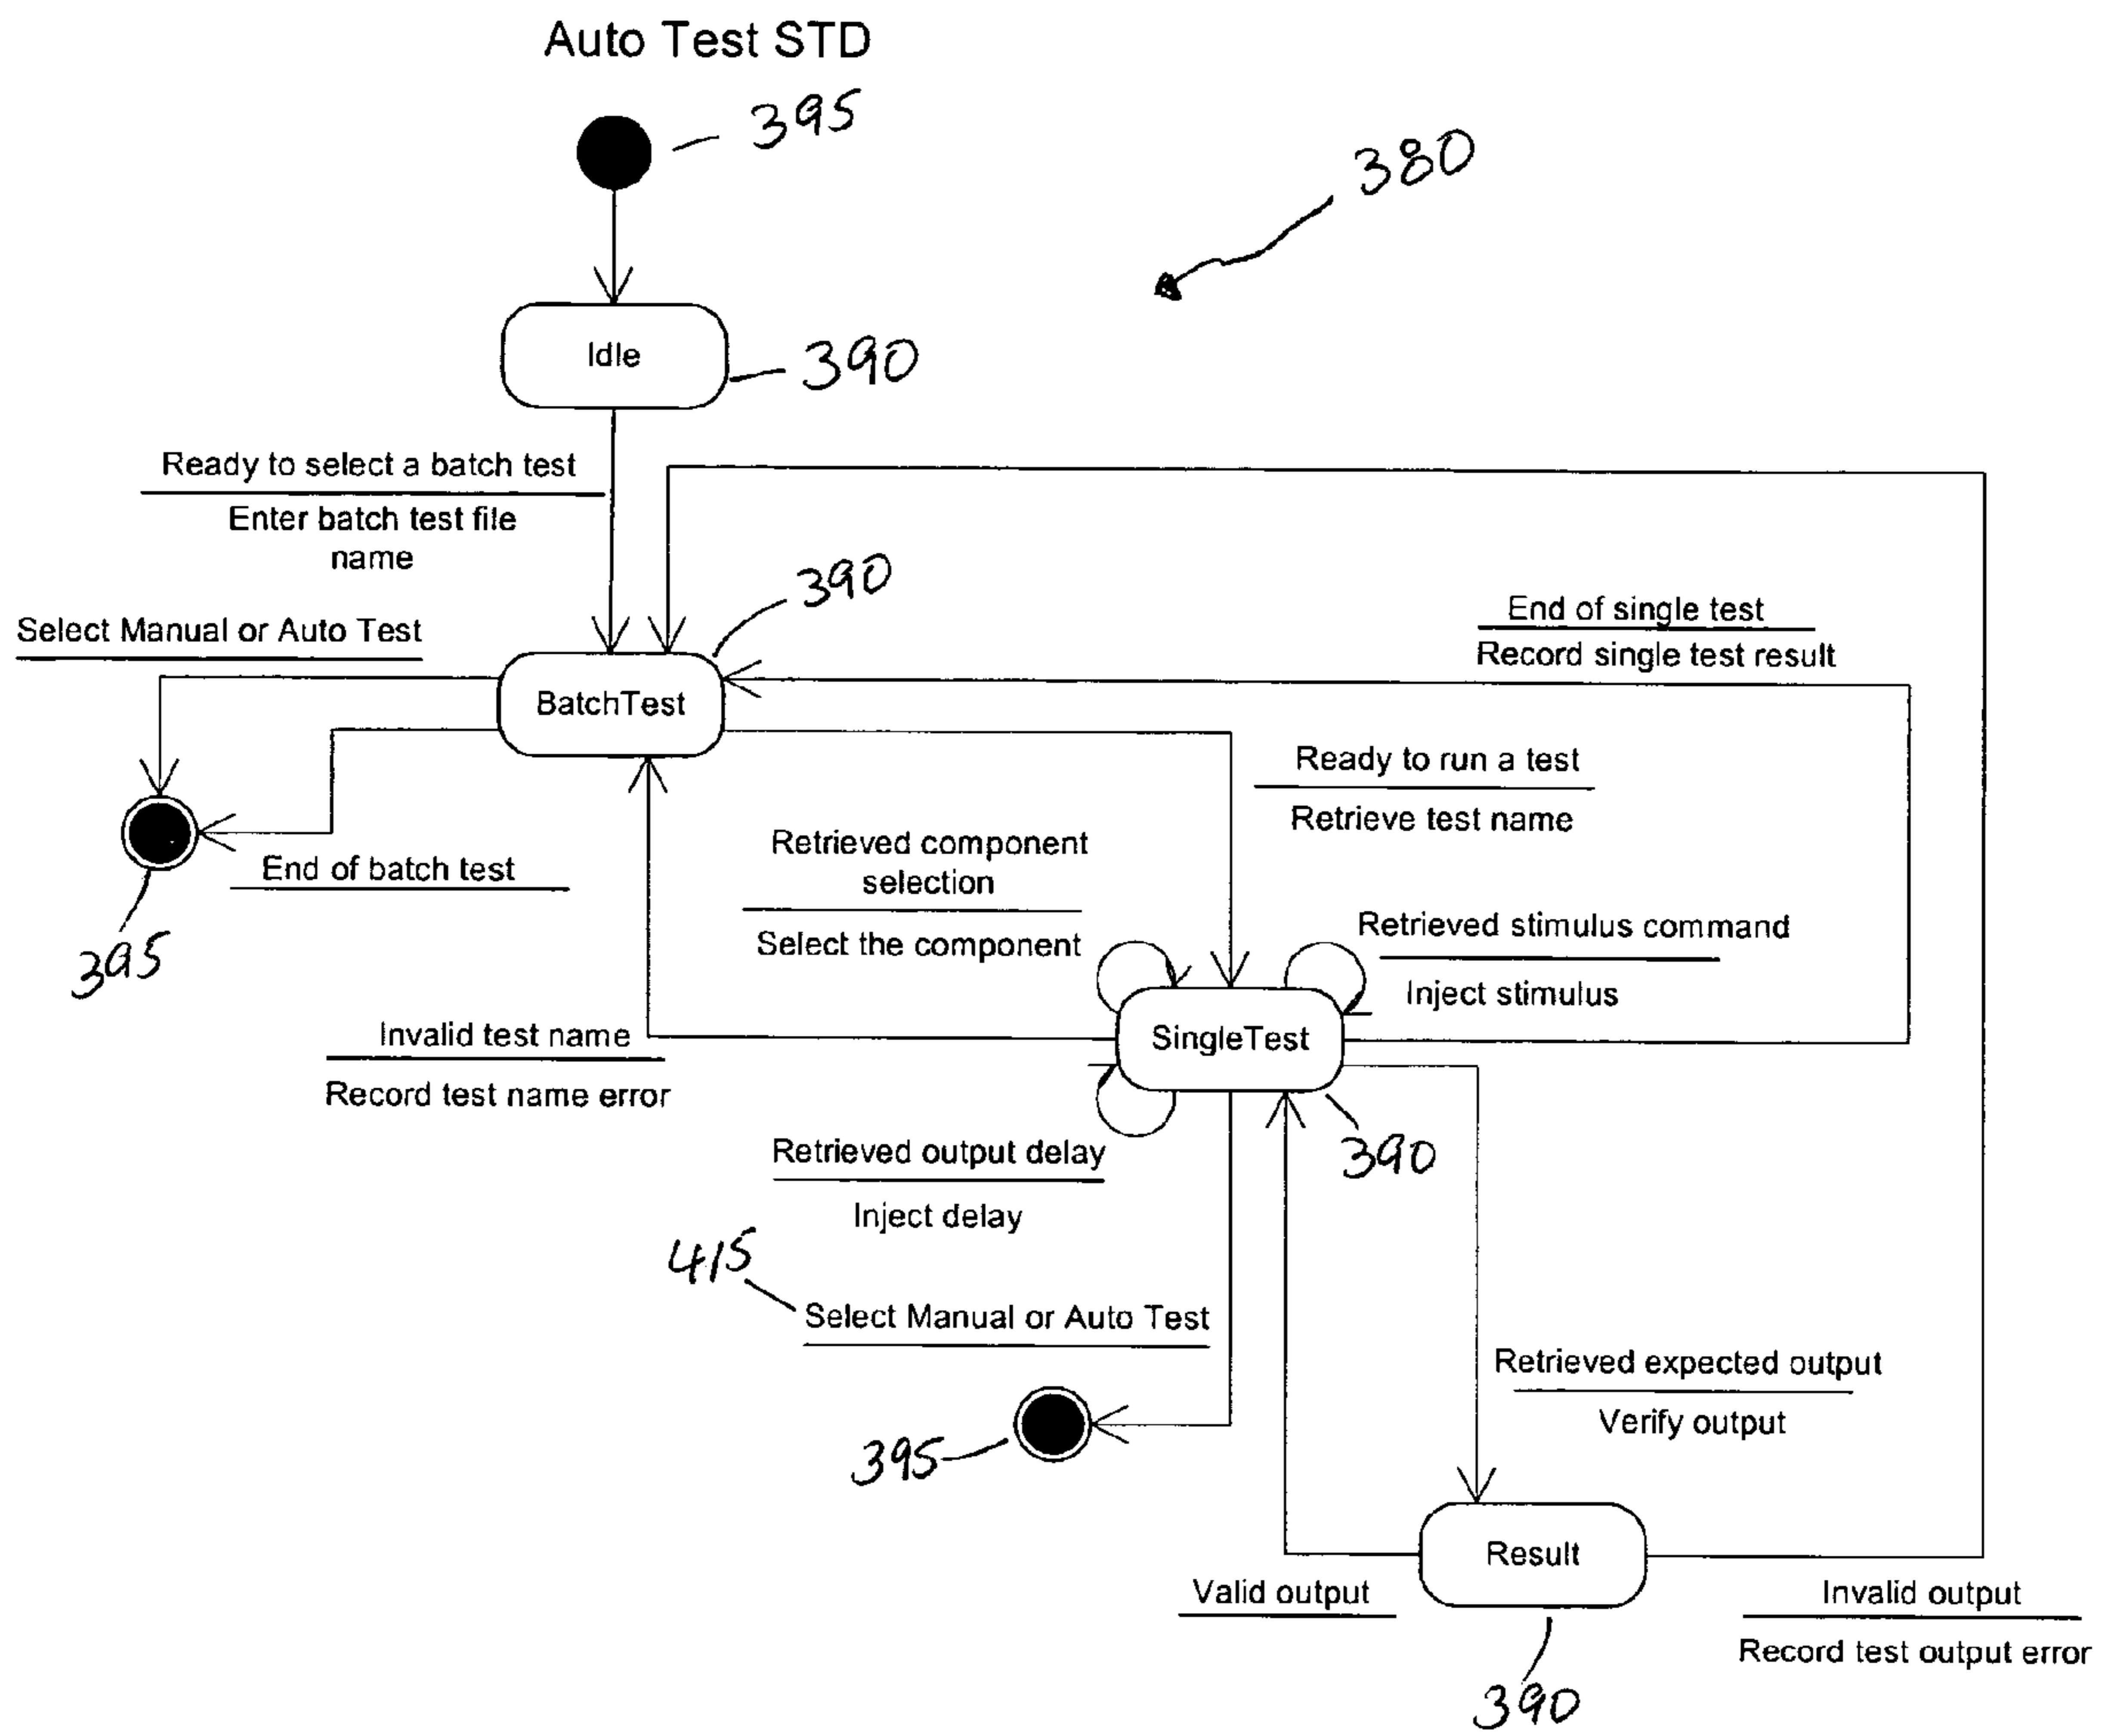 Auto Test STD
395
380
Idle
390
Ready to select a batch test
Enter batch test file
name
390
Select Manual or Auto Test
End of single test
Record single test result
BatchTest
Ready to run a test
Retrieve test name
Retrieved component
selection
Select the component
End of batch test
395
Retrieved stimulus command
Inject stimulus
Invalid test name
Record test name error
SingleTest
390
Retrieved output delay
Inject delay
415
Select Manual or Auto Test
Retrieved expected output
Verify output
395
Result
Valid output
Invalid output
Record test output error
390